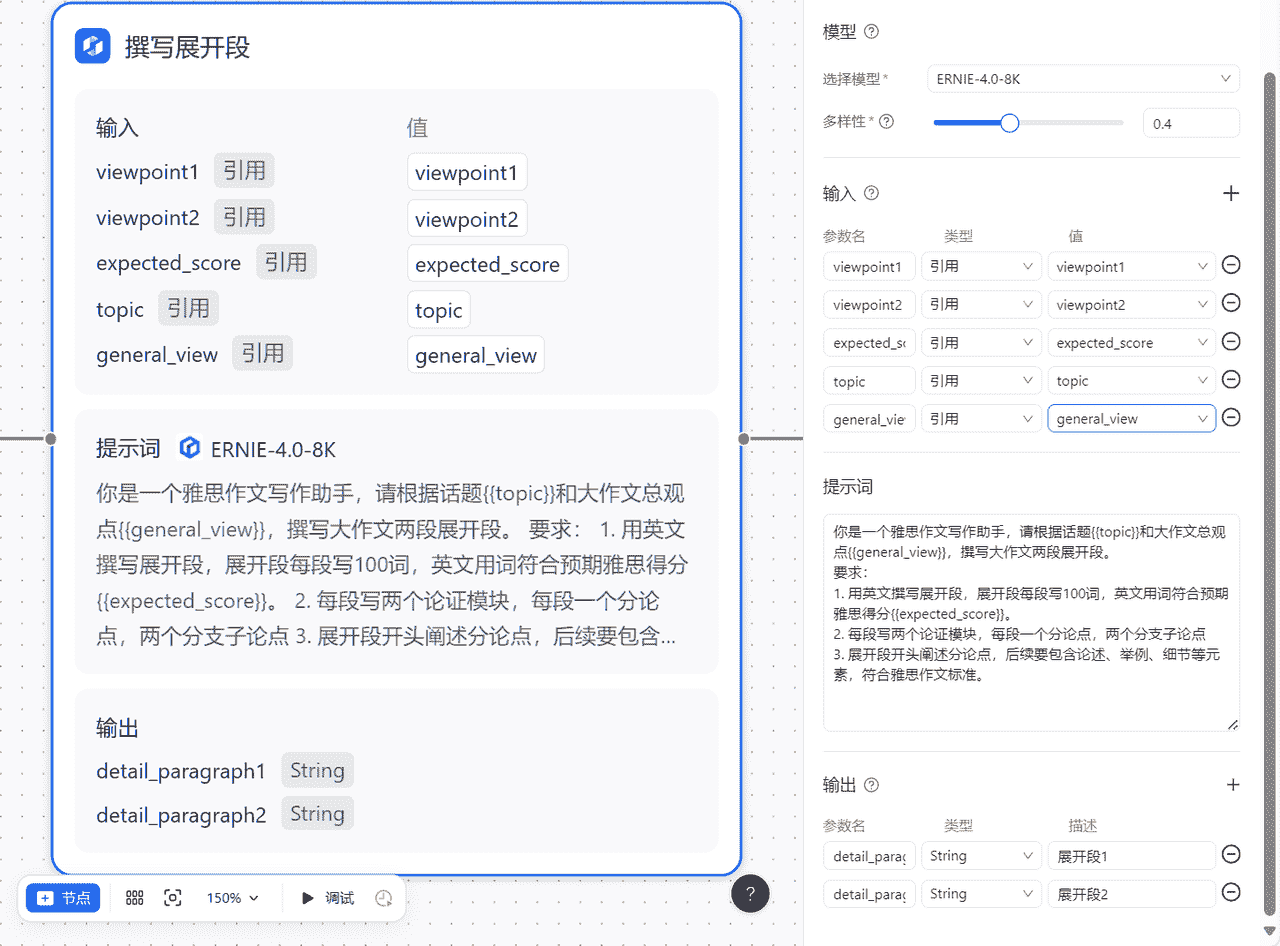 撰写展开段
输入 值
viewpoint1 引用 viewpoint1
viewpoint2 引用 viewpoint2
expected_score 引用 expected_score
topic 引用 topic
general_view 引用 general_view
提示词 ERNIE-4.0-8K
你是一个雅思作文写作助手，请根据话题{{topic}}和大作文总观
点{{general_view}}，撰写大作文两段展开段。 要求： 1. 用英文
撰写展开段，展开段每段写100词，英文用词符合预期雅思得分
{{expected_score}}。 2. 每段写两个论证模块，每段一个分论
点，两个分支子论点 3. 展开段开头阐述分论点，后续要包含...
输出
detail_paragraph1 String
detail_paragraph2 String
节点 150% 调试
?
模型 ?
选择模型* ERNIE-4.0-8K
多样性* ? 0.4
输入 ? +
参数名 类型 值
viewpoint1 引用 viewpoint1
viewpoint2 引用 viewpoint2
expected_sc 引用 expected_score
topic 引用 topic
general_vie 引用 general_view
提示词
你是一个雅思作文写作助手，请根据话题{{topic}}和大作文总观
点{{general_view}}，撰写大作文两段展开段。
要求：
1. 用英文撰写展开段，展开段每段写100词，英文用词符合预期
雅思得分{{expected_score}}。
2. 每段写两个论证模块，每段一个分论点，两个分支子论点
3. 展开段开头阐述分论点，后续要包含论述、举例、细节等元
素，符合雅思作文标准。
输出 ? +
参数名 类型 描述
detail_parag String 展开段1
detail_parag String 展开段2